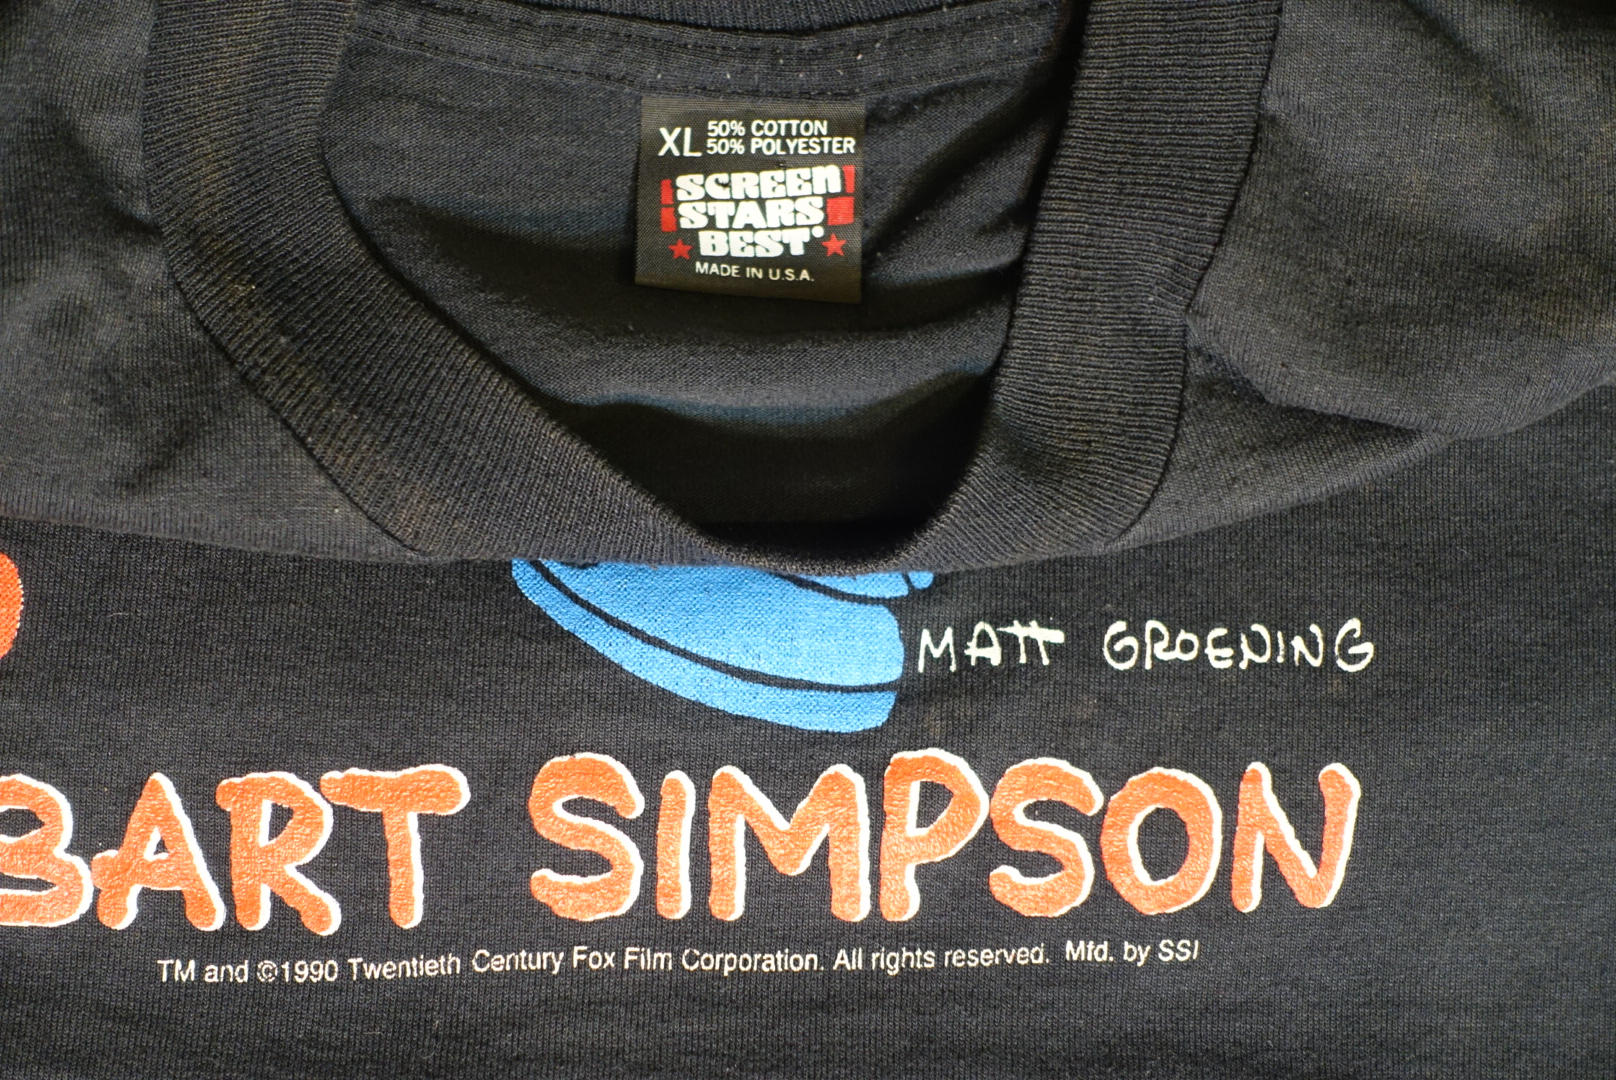 XL 50% COTTON
50% POLYESTER
SCREEN
STARS
BEST®
MADE IN U.S.A.
MATT GROENING
BART SIMPSON
TM and ©1990 Twentieth Century Fox Film Corporation. All rights reserved. Mfd. by SSI